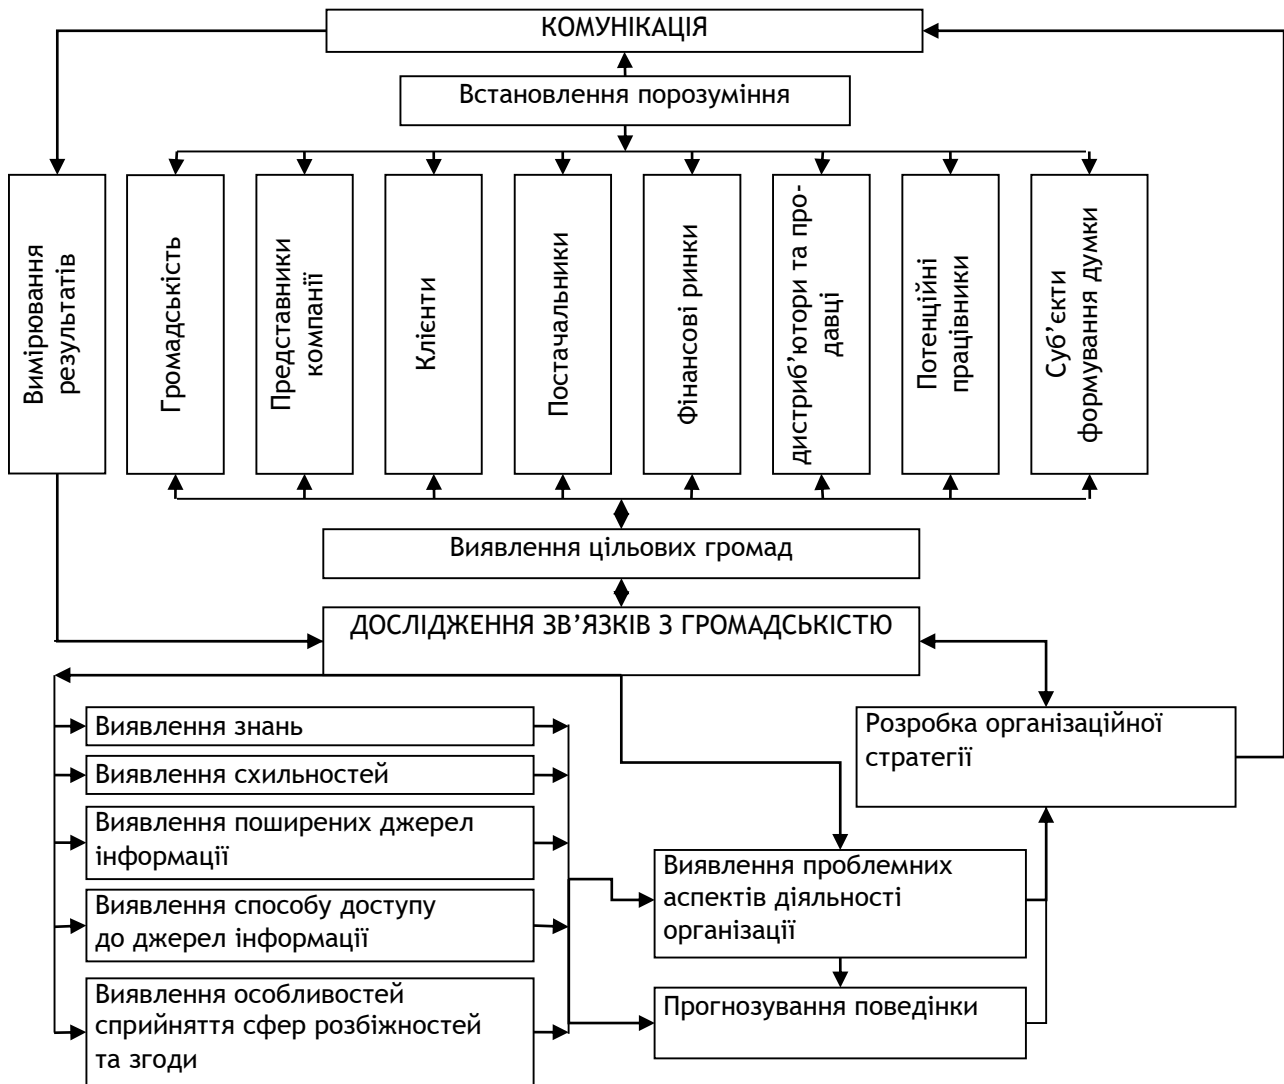 КОМУНІКАЦІЯ
Встановлення порозуміння
Вимірювання
результатів
Громадськість
Представники
компанії
Клієнти
Постачальники
Фінансові ринки
дистриб’ютори та про-
давці
Потенційні
працівники
Суб’єкти
формування думки
Виявлення цільових громад
ДОСЛІДЖЕННЯ ЗВ’ЯЗКІВ З ГРОМАДСЬКІСТЮ
Виявлення знань
Виявлення схильностей
Виявлення поширених джерел
інформації
Виявлення способу доступу
до джерел інформації
Виявлення особливостей
сприйняття сфер розбіжностей
та згоди
Розробка організаційної
стратегії
Виявлення проблемних
аспектів діяльності
організації
Прогнозування поведінки